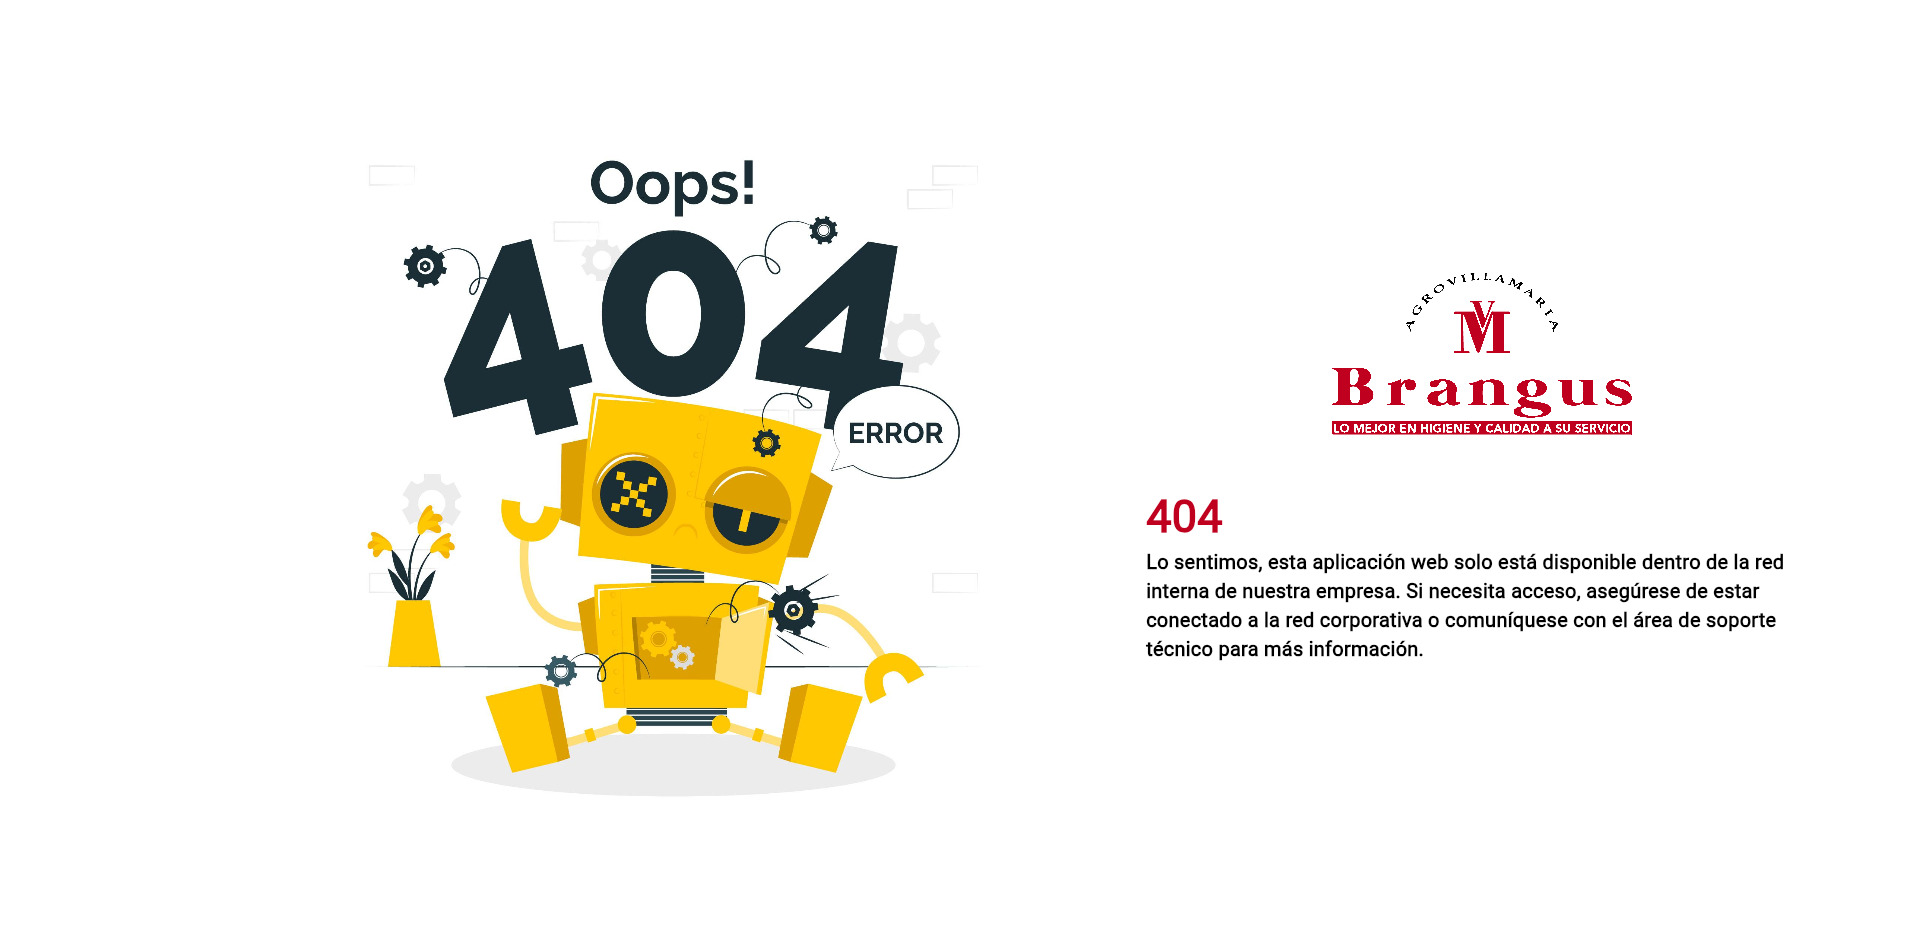 Oops!
404
ERROR
AGROVILLAMARIA
VM
Brangus
LO MEJOR EN HIGIENE Y CALIDAD A SU SERVICIO
404
Lo sentimos, esta aplicación web solo está disponible dentro de la red
interna de nuestra empresa. Si necesita acceso, asegúrese de estar
conectado a la red corporativa o comuníquese con el área de soporte
técnico para más información.